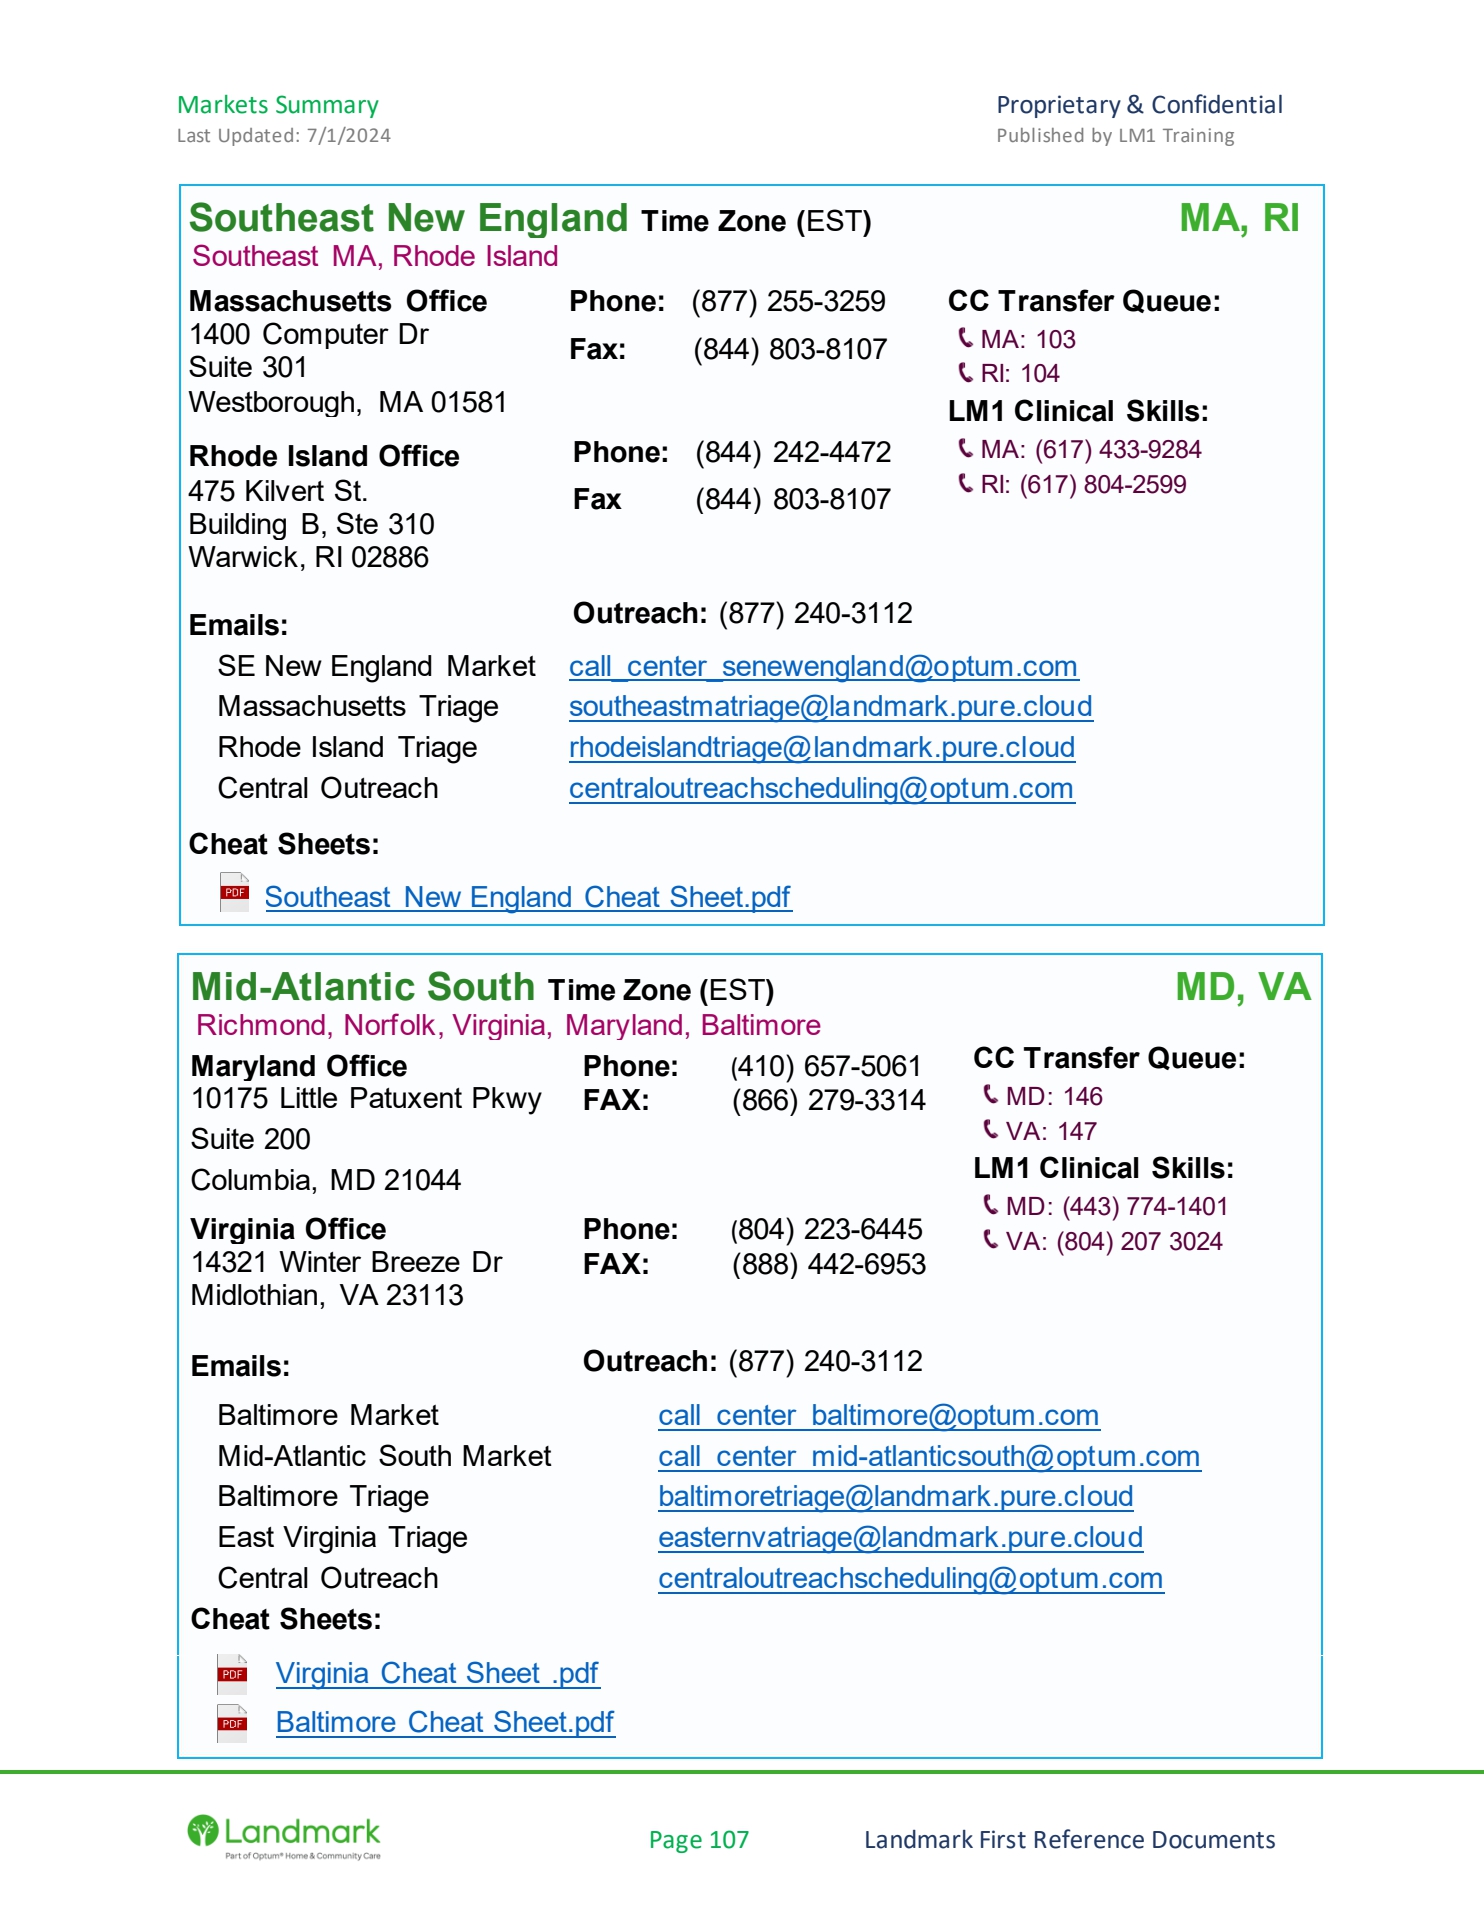 Markets Summary
Last Updated: 7/1/2024
Proprietary & Confidential
Published by LM1 Training
Southeast New England Time Zone (EST) MA, RI
Southeast MA, Rhode Island
Massachusetts Office
1400 Computer Dr
Suite 301
Westborough, MA 01581
Phone: (877) 255-3259
Fax: (844) 803-8107
CC Transfer Queue:
MA: 103
RI: 104
LM1 Clinical Skills:
MA: (617) 433-9284
RI: (617) 804-2599
Rhode Island Office
475 Kilvert St.
Building B, Ste 310
Warwick, RI 02886
Phone: (844) 242-4472
Fax (844) 803-8107
Emails:
Outreach: (877) 240-3112
SE New England Market call_center_senewengland@optum.com
Massachusetts Triage southeastmatriage@landmark.pure.cloud
Rhode Island Triage rhodeislandtriage@landmark.pure.cloud
Central Outreach centraloutreachscheduling@optum.com
Cheat Sheets:
PDF Southeast New England Cheat Sheet.pdf
Mid-Atlantic South Time Zone (EST) MD, VA
Richmond, Norfolk, Virginia, Maryland, Baltimore
Maryland Office
10175 Little Patuxent Pkwy
Suite 200
Columbia, MD 21044
Phone: (410) 657-5061
FAX: (866) 279-3314
CC Transfer Queue:
MD: 146
VA: 147
LM1 Clinical Skills:
MD: (443) 774-1401
VA: (804) 207 3024
Virginia Office
14321 Winter Breeze Dr
Midlothian, VA 23113
Phone: (804) 223-6445
FAX: (888) 442-6953
Emails:
Outreach: (877) 240-3112
Baltimore Market call_center_baltimore@optum.com
Mid-Atlantic South Market call_center_mid-atlanticsouth@optum.com
Baltimore Triage baltimoretriage@landmark.pure.cloud
East Virginia Triage easternvatriage@landmark.pure.cloud
Central Outreach centraloutreachscheduling@optum.com
Cheat Sheets:
PDF Virginia Cheat Sheet .pdf
PDF Baltimore Cheat Sheet.pdf
Landmark
Part of Optum® Home & Community Care
Page 107
Landmark First Reference Documents